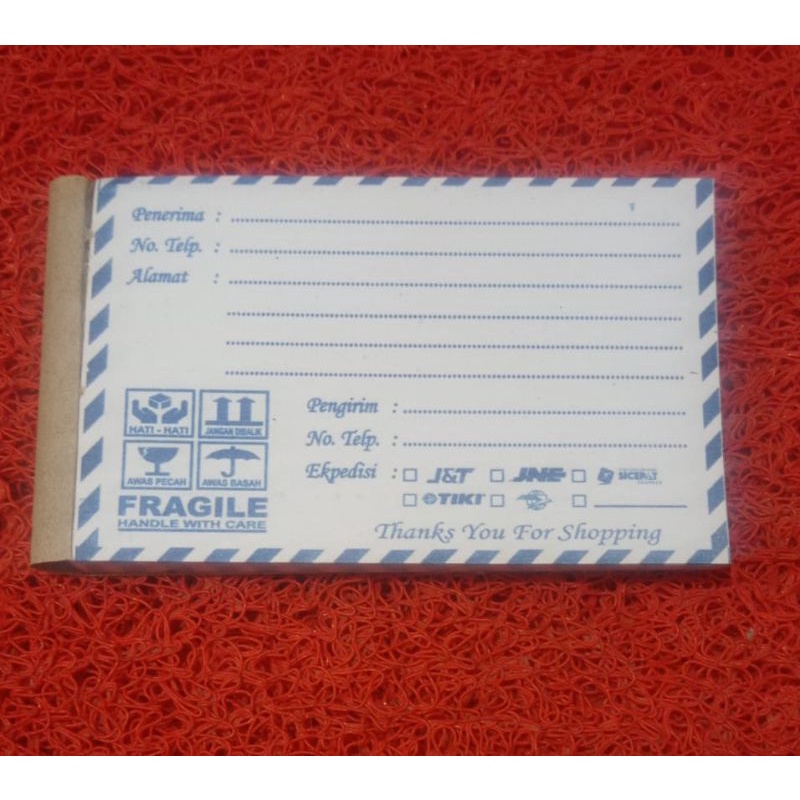 Penerima :
No. Telp. :
Alamat :
HATI - HATI
JANGAN DIBALIK
AWAS PECAH
AWAS BASAH
FRAGILE
HANDLE WITH CARE
Pengirim :
No. Telp. :
Ekpedisi : J&T JNE SICEPAT
TIKI
Thanks You For Shopping